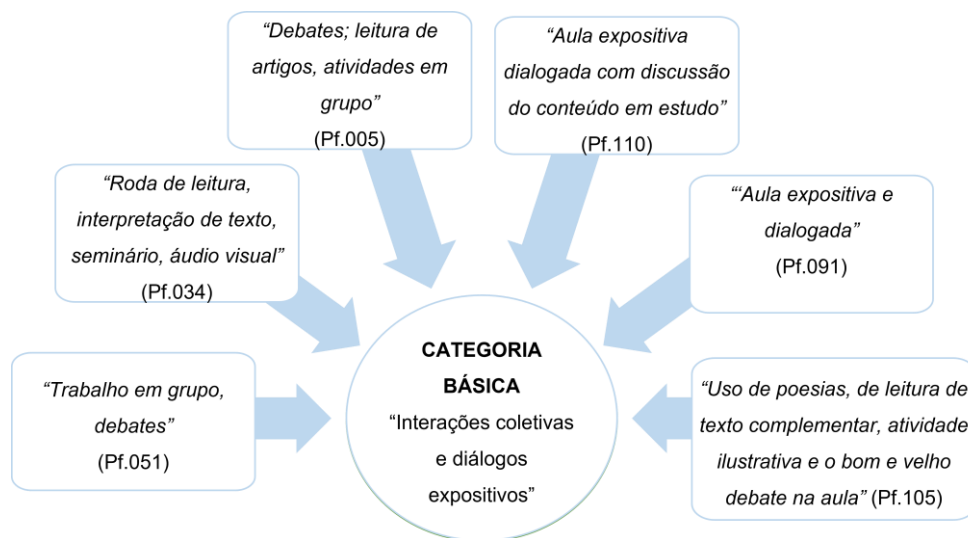 “Debates; leitura de
artigos, atividades em
grupo”
(Pf.005)
“Aula expositiva
dialogada com discussão
do conteúdo em estudo”
(Pf.110)
“Roda de leitura,
interpretação de texto,
seminário, áudio visual”
(Pf.034)
“‘Aula expositiva e
dialogada”
(Pf.091)
“Trabalho em grupo,
debates”
(Pf.051)
CATEGORIA
BÁSICA
“Interações coletivas
e diálogos
expositivos”
“Uso de poesias, de leitura de
texto complementar, atividade
ilustrativa e o bom e velho
debate na aula” (Pf.105)